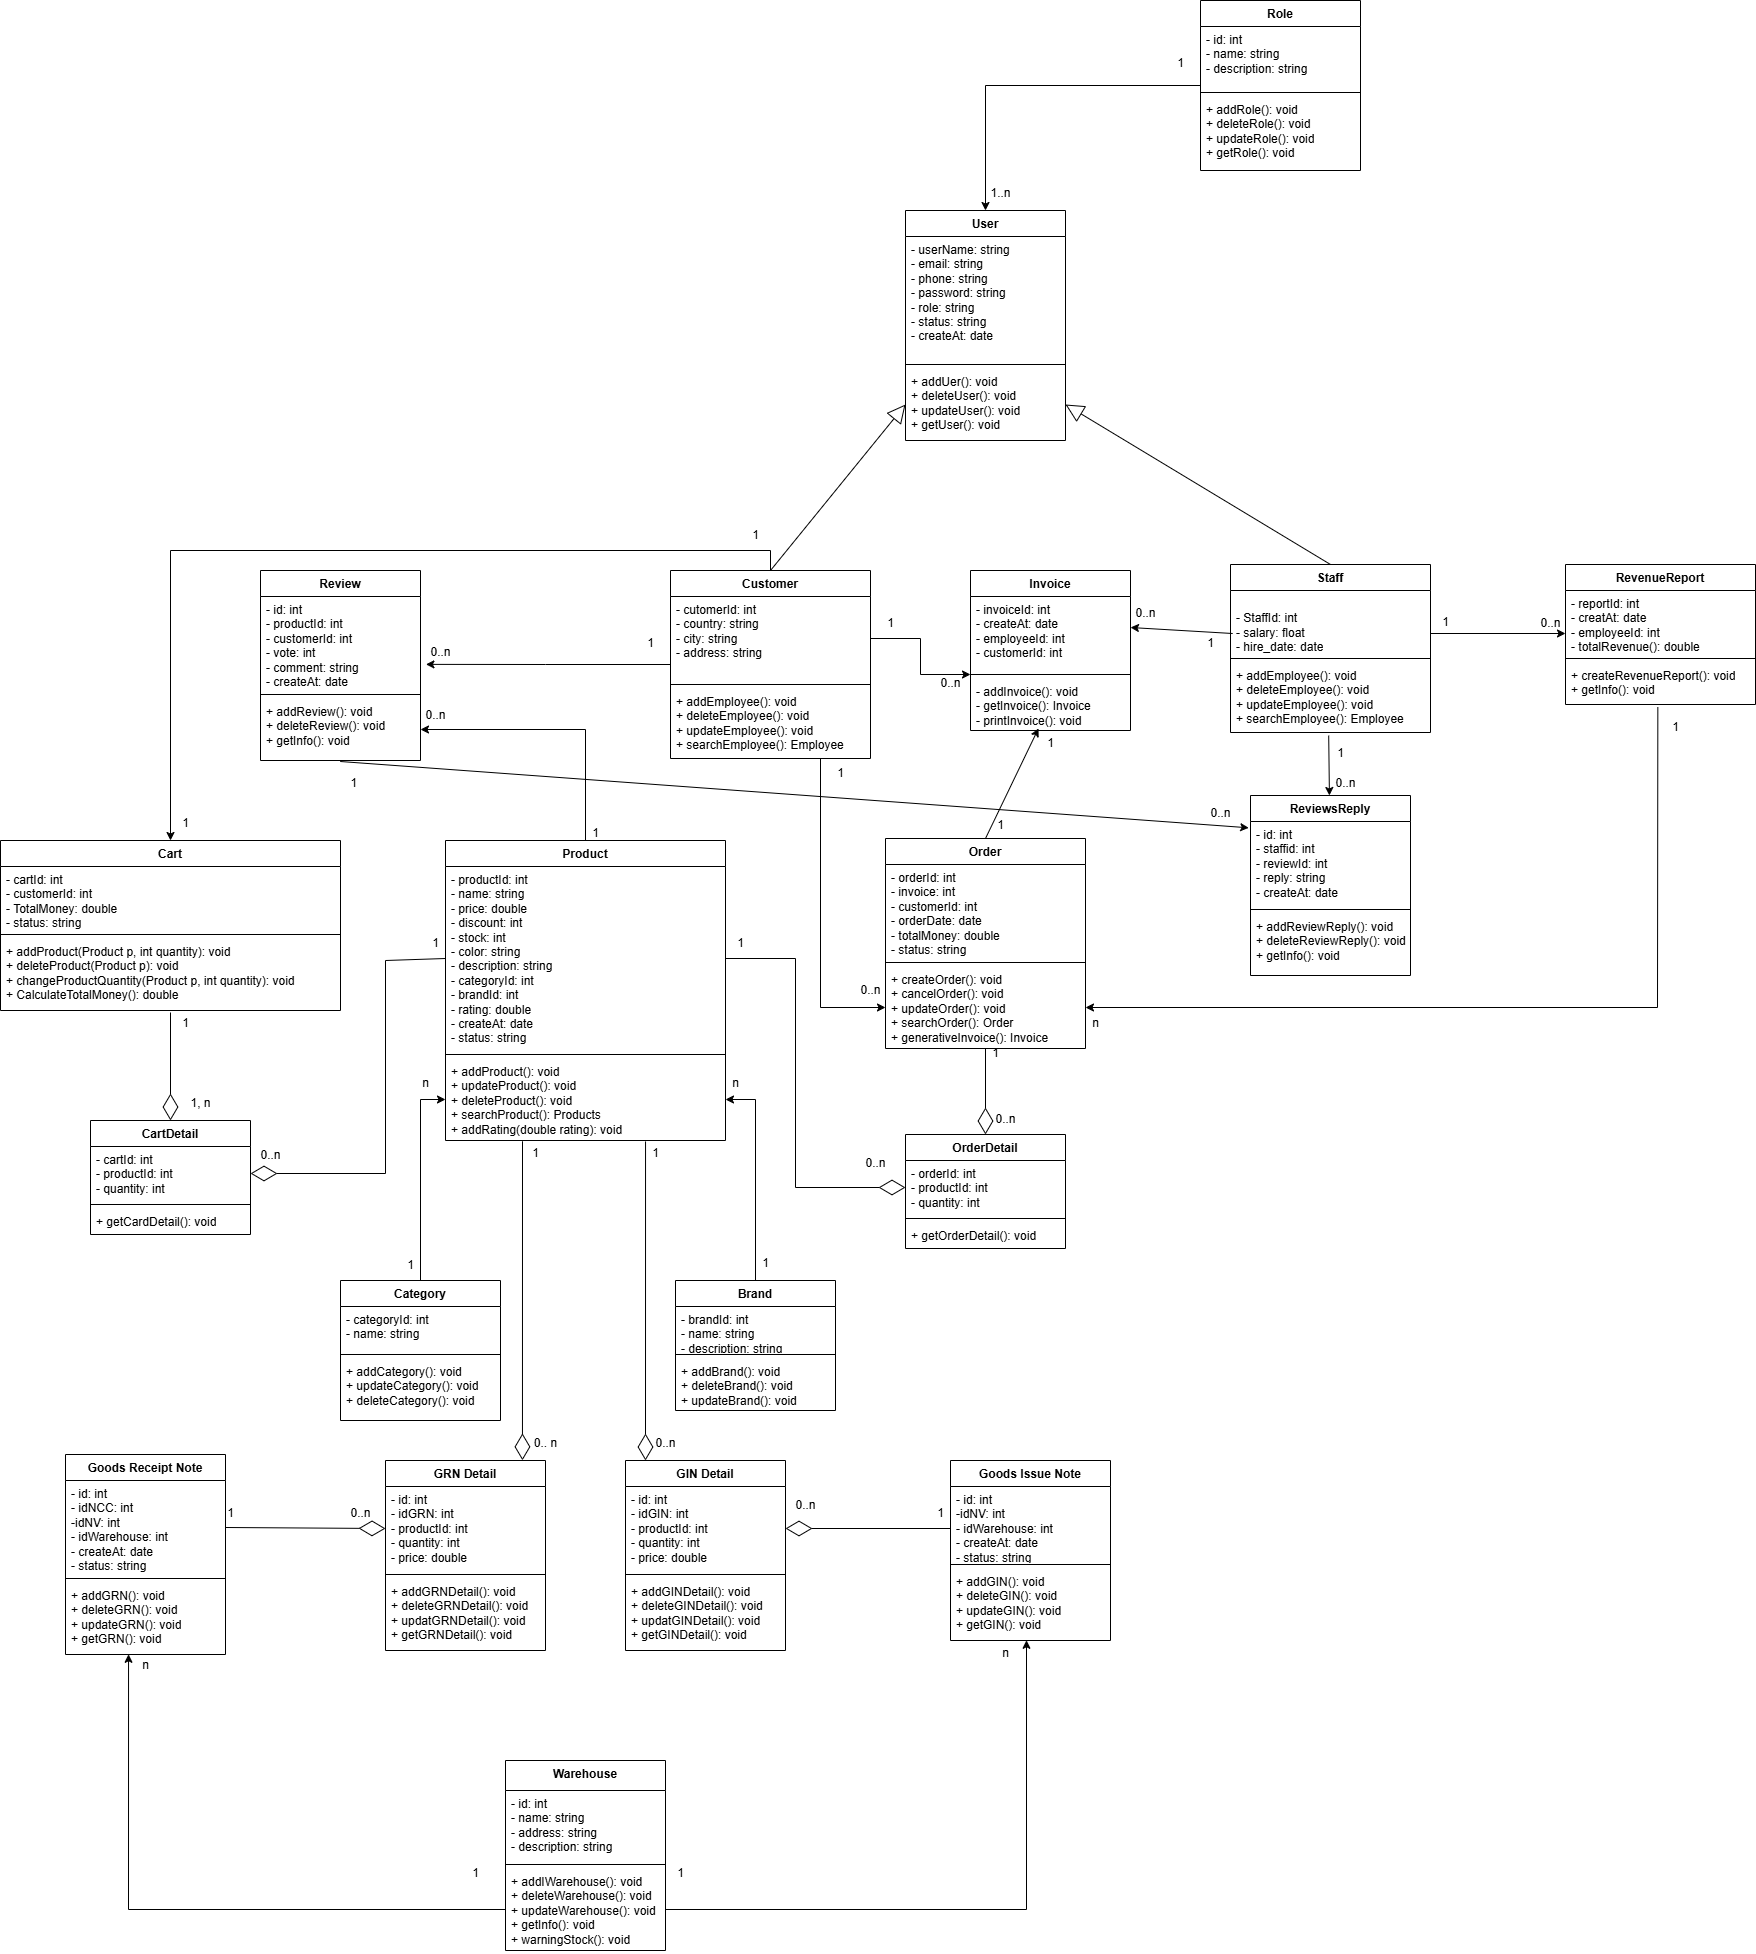 Role
- id: int
- name: string
- description: string
+ addRole(): void
+ deleteRole(): void
+ updateRole(): void
+ getRole(): void
1
1..n
User
- userName: string
- email: string
- phone: string
- password: string
- role: string
- status: string
- createAt: date
+ addUer(): void
+ deleteUser(): void
+ updateUser(): void
+ getUser(): void
1
Review
- id: int
- productId: int
- customerId: int
- vote: int
- comment: string
- createAt: date
+ addReview(): void
+ deleteReview(): void
+ getInfo(): void
0..n
1
0..n
1
Customer
- cutomerId: int
- country: string
- city: string
- address: string
+ addEmployee(): void
+ deleteEmployee(): void
+ updateEmployee(): void
+ searchEmployee(): Employee
1
0..n
1
Invoice
- invoiceId: int
- createAt: date
- employeeId: int
- customerId: int
- addInvoice(): void
- getInvoice(): Invoice
- printInvoice(): void
0..n
1
1
Staff
- StaffId: int
- salary: float
- hire_date: date
+ addEmployee(): void
+ deleteEmployee(): void
+ updateEmployee(): void
+ searchEmployee(): Employee
1
0..n
1
0..n
RevenueReport
- reportId: int
- creatAt: date
- employeeId: int
- totalRevenue(): double
+ createRevenueReport(): void
+ getInfo(): void
1
0..n
ReviewsReply
- id: int
- staffid: int
- reviewId: int
- reply: string
- createAt: date
+ addReviewReply(): void
+ deleteReviewReply(): void
+ getInfo(): void
1
Cart
- cartId: int
- customerId: int
- TotalMoney: double
- status: string
+ addProduct(Product p, int quantity): void
+ deleteProduct(Product p): void
+ changeProductQuantity(Product p, int quantity): void
+ CalculateTotalMoney(): double
1
1, n
1
Product
- productId: int
- name: string
- price: double
- discount: int
- stock: int
- color: string
- description: string
- categoryId: int
- brandId: int
- rating: double
- createAt: date
- status: string
+ addProduct(): void
+ updateProduct(): void
+ deleteProduct(): void
+ searchProduct(): Products
+ addRating(double rating): void
1
1
n
n
1
1
1
Order
- orderId: int
- invoice: int
- customerId: int
- orderDate: date
- totalMoney: double
- status: string
+ createOrder(): void
+ cancelOrder(): void
+ updateOrder(): void
+ searchOrder(): Order
+ generativeInvoice(): Invoice
0..n
n
1
0..n
CartDetail
- cartId: int
- productId: int
- quantity: int
+ getCardDetail(): void
0..n
OrderDetail
- orderId: int
- productId: int
- quantity: int
+ getOrderDetail(): void
0..n
1
Category
- categoryId: int
- name: string
+ addCategory(): void
+ updateCategory(): void
+ deleteCategory(): void
1
Brand
- brandId: int
- name: string
- description: string
+ addBrand(): void
+ deleteBrand(): void
+ updateBrand(): void
0.. n
0..n
Goods Receipt Note
- id: int
- idNCC: int
-idNV: int
- idWarehouse: int
- createAt: date
- status: string
+ addGRN(): void
+ deleteGRN(): void
+ updateGRN(): void
+ getGRN(): void
1
0..n
GRN Detail
- id: int
- idGRN: int
- productId: int
- quantity: int
- price: double
+ addGRNDetail(): void
+ deleteGRNDetail(): void
+ updatGRNDetail(): void
+ getGRNDetail(): void
GIN Detail
- id: int
- idGIN: int
- productId: int
- quantity: int
- price: double
+ addGINDetail(): void
+ deleteGINDetail(): void
+ updatGINDetail(): void
+ getGINDetail(): void
0..n
1
Goods Issue Note
- id: int
-idNV: int
- idWarehouse: int
- createAt: date
- status: string
+ addGIN(): void
+ deleteGIN(): void
+ updateGIN(): void
+ getGIN(): void
n
n
Warehouse
- id: int
- name: string
- address: string
- description: string
+ addIWarehouse(): void
+ deleteWarehouse(): void
+ updateWarehouse(): void
+ getInfo(): void
+ warningStock(): void
1
1